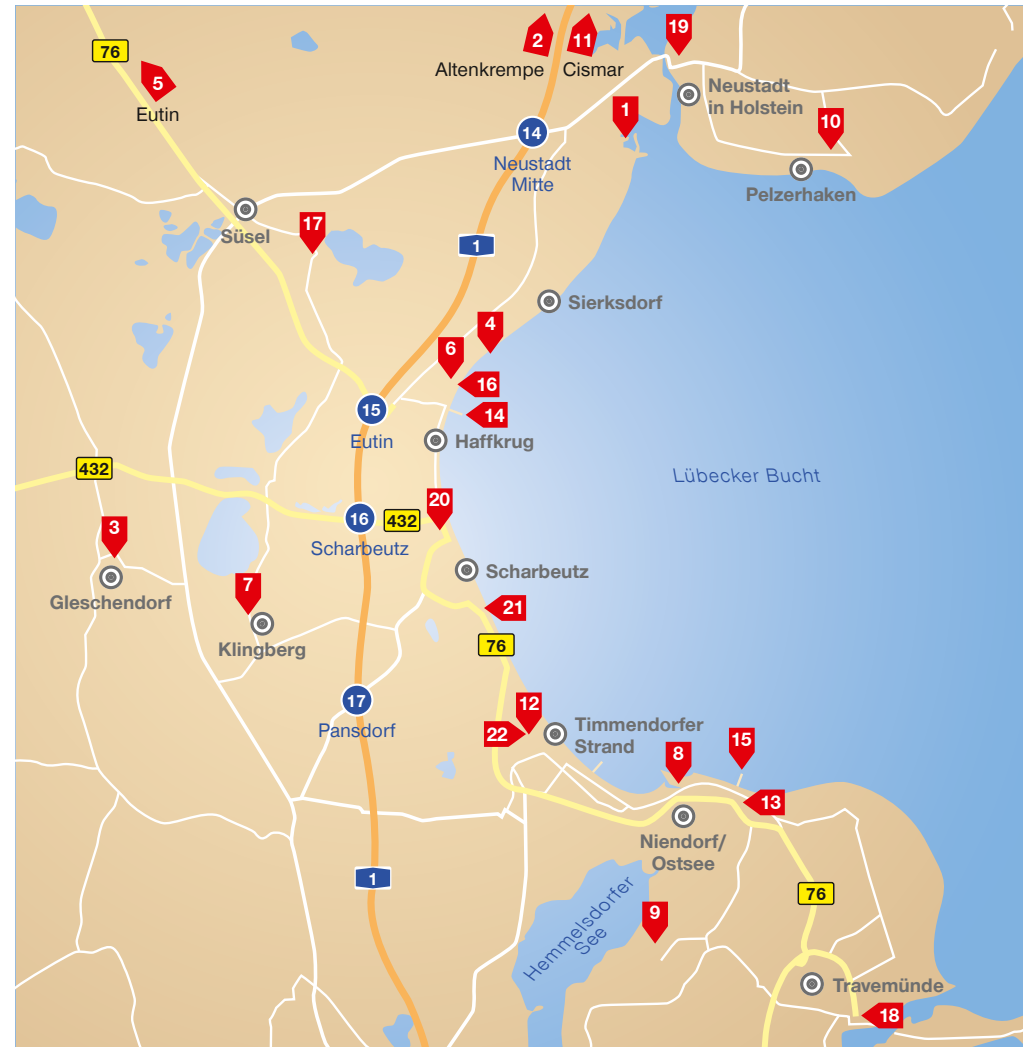 2
11
19
76
Altenkrempe
Cismar
5
Eutin
Neustadt
in Holstein
1
10
14
Neustadt
Mitte
Pelzerhaken
17
Süsel
1
Sierksdorf
4
6
16
15
14
Eutin
Haffkrug
432
Lübecker Bucht
20
16
432
3
Scharbeutz
Scharbeutz
7
Gleschendorf
21
Klingberg
76
17
12
Pansdorf
22
Timmendorfer
Strand
8
15
13
Niendorf/
Ostsee
1
76
Hemmelsdorfer
See
9
Travemünde
18